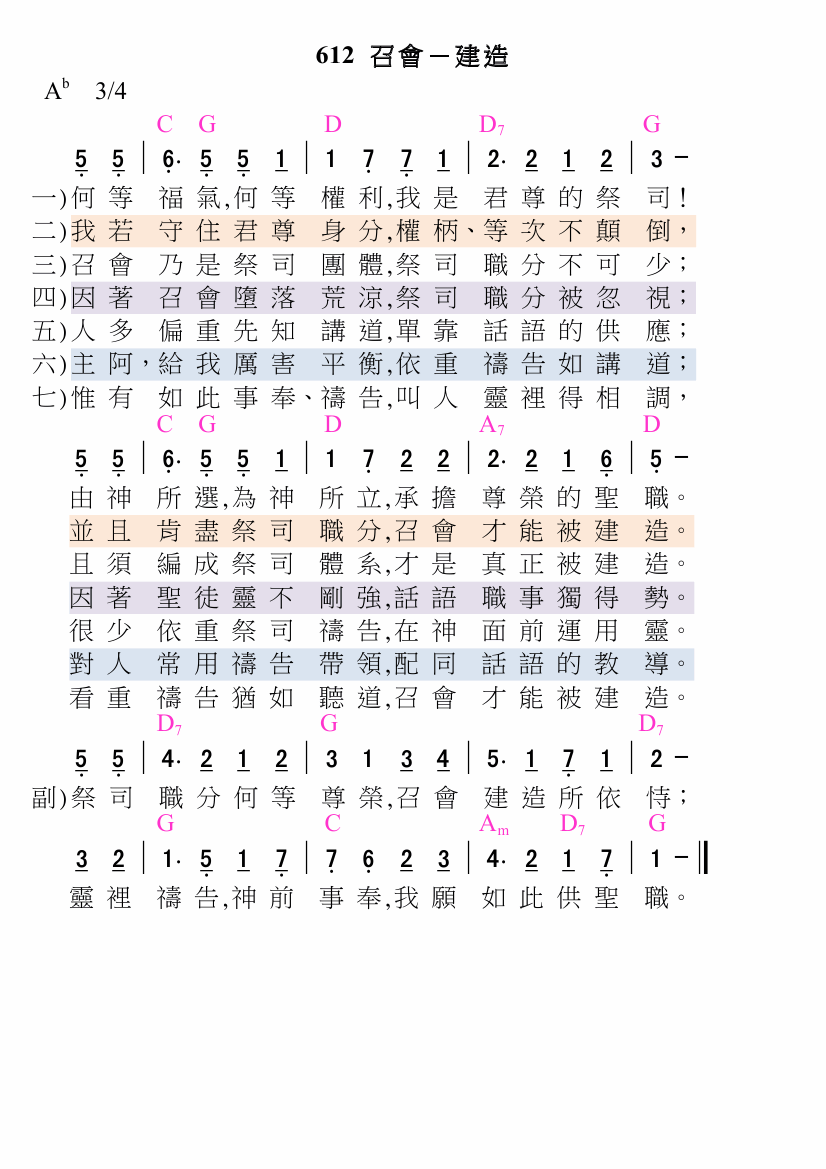 612 召會－建造
A♭ 3/4
C G D D7 G
5̣ 5̣ | 6̣· 5̣ 5̣ 1 | 1 7̣ 7̣ 1 | 2· 2 1 2 | 3 －
一)何等 福氣,何等 權利,我是 君尊的祭 司!
二)我若 守住君尊 身分,權柄、等次不顛 倒，
三)召會 乃是祭司 團體,祭司 職分不可 少；
四)因著 召會墮落 荒涼,祭司 職分被忽 視；
五)人多 偏重先知 講道,單靠 話語的供 應；
六)主阿，給我厲害 平衡,依重 禱告如講 道；
七)惟有 如此事奉、禱告,叫人 靈裡得相 調，
C G D A7 D
5̣ 5̣ | 6̣· 5̣ 5̣ 1 | 1 7̣ 2 2 | 2· 2 1 6̣ | 5̣ －
由神 所選,為神 所立,承擔 尊榮的聖 職。
並且 肯盡祭司 職分,召會 才能被建 造。
且須 編成祭司 體系,才是 真正被建 造。
因著 聖徒靈不 剛強,話語 職事獨得 勢。
很少 依重祭司 禱告,在神 面前運用 靈。
對人 常用禱告 帶領,配同 話語的教 導。
看重 禱告猶如 聽道,召會 才能被建 造。
D7 G D7
5̣ 5̣ | 4· 2 1 2 | 3 1 3 4 | 5· 1 7̣ 1 | 2 －
副)祭司 職分何等 尊榮,召會 建造所依 恃；
G C Am D7 G
3 2 | 1· 5̣ 1 7̣ | 7̣ 6̣ 2 3 | 4· 2 1 7̣ | 1 － ‖
靈裡 禱告,神前 事奉,我願 如此供聖 職。